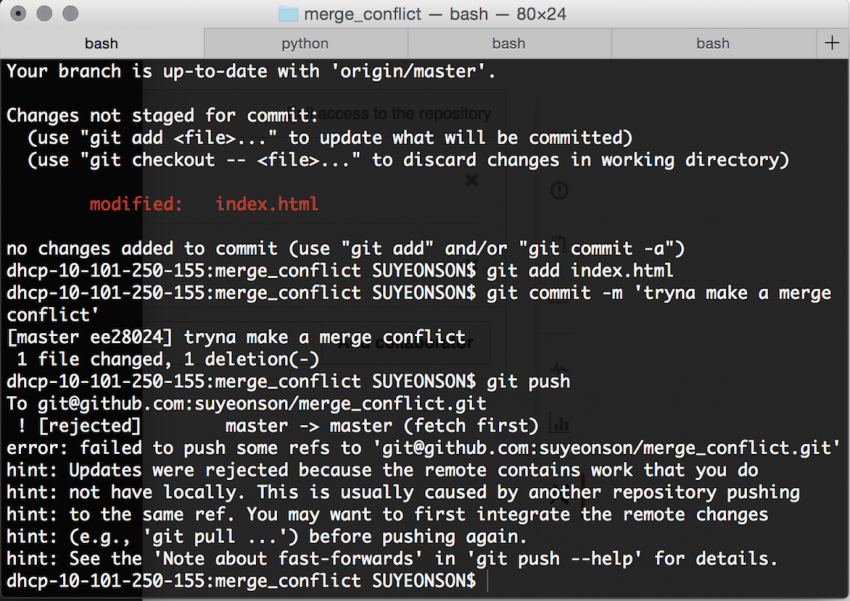 merge_conflict — bash — 80×24
bash python bash bash +
Your branch is up-to-date with 'origin/master'.
Changes not staged for commit:
access to the repository
(use "git add <file>..." to update what will be committed)
(use "git checkout -- <file>..." to discard changes in working directory)
modified: index.html
no changes added to commit (use "git add" and/or "git commit -a")
dhcp-10-101-250-155:merge_conflict SUYEONSON$ git add index.html
dhcp-10-101-250-155:merge_conflict SUYEONSON$ git commit -m 'tryna make a merge
conflict'
[master ee28024] tryna make a merge conflict
1 file changed, 1 deletion(-)
dhcp-10-101-250-155:merge_conflict SUYEONSON$ git push
To git@github.com:suyeonson/merge_conflict.git
! [rejected] master -> master (fetch first)
error: failed to push some refs to 'git@github.com:suyeonson/merge_conflict.git'
hint: Updates were rejected because the remote contains work that you do
hint: not have locally. This is usually caused by another repository pushing
hint: to the same ref. You may want to first integrate the remote changes
hint: (e.g., 'git pull ...') before pushing again.
hint: See the 'Note about fast-forwards' in 'git push --help' for details.
dhcp-10-101-250-155:merge_conflict SUYEONSON$